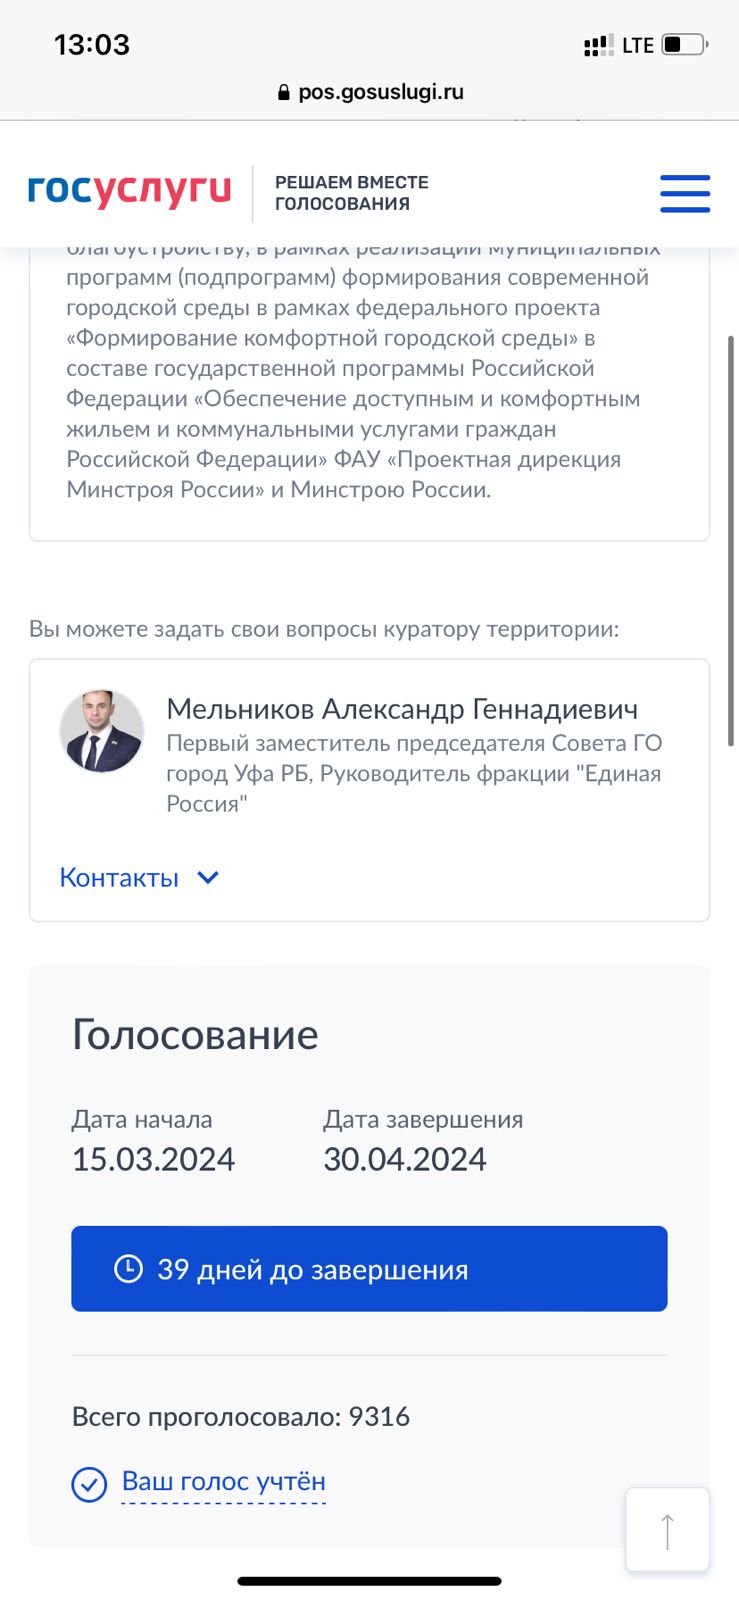 13:03
LTE
pos.gosuslugi.ru
госуслуги
РЕШАЕМ ВМЕСТЕ
ГОЛОСОВАНИЯ
благоустройству, в рамках реализации муниципальных
программ (подпрограмм) формирования современной
городской среды в рамках федерального проекта
«Формирование комфортной городской среды» в
составе государственной программы Российской
Федерации «Обеспечение доступным и комфортным
жильем и коммунальными услугами граждан
Российской Федерации» ФАУ «Проектная дирекция
Минстроя России» и Минстрою России.
Вы можете задать свои вопросы куратору территории:
Мельников Александр Геннадиевич
Первый заместитель председателя Совета ГО
город Уфа РБ, Руководитель фракции "Единая
Россия"
Контакты
Голосование
Дата начала
15.03.2024
Дата завершения
30.04.2024
39 дней до завершения
Всего проголосовало: 9316
Ваш голос учтён